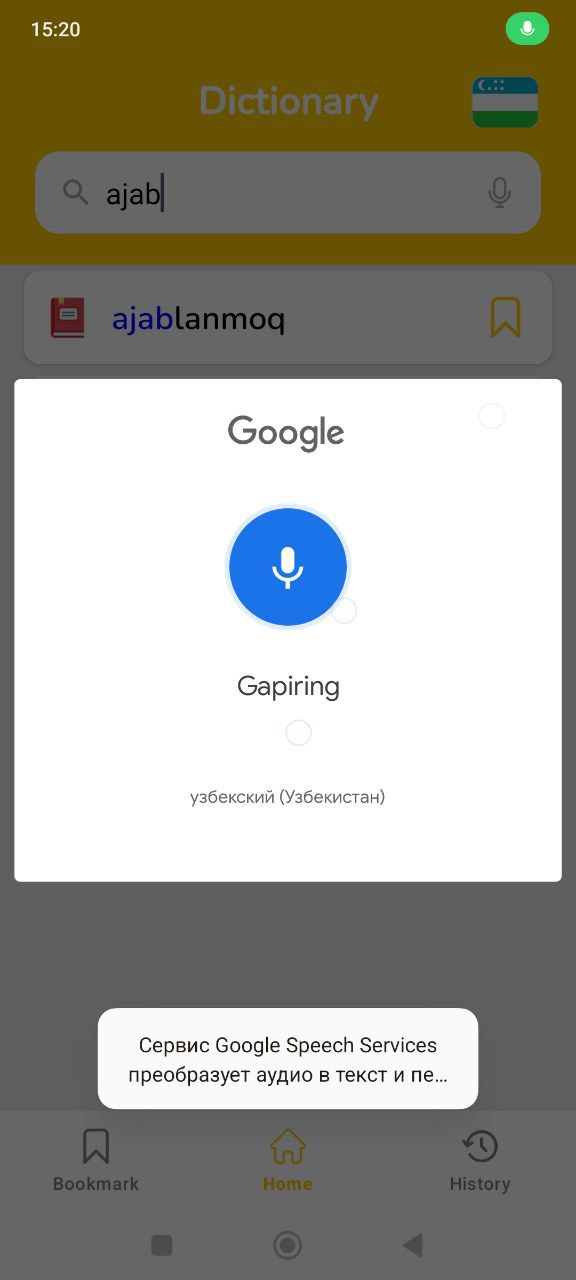 15:20
Dictionary
ajab
ajablanmoq
Google
Gapiring
узбекский (Узбекистан)
Сервис Google Speech Services
преобразует аудио в текст и пе…
Bookmark Home History